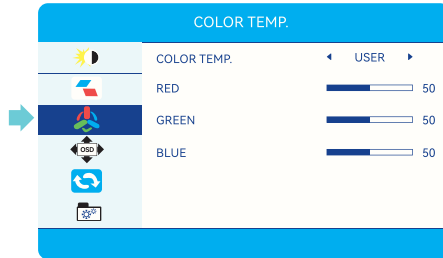 COLOR TEMP.
COLOR TEMP. USER
RED 50
GREEN 50
OSD
BLUE 50